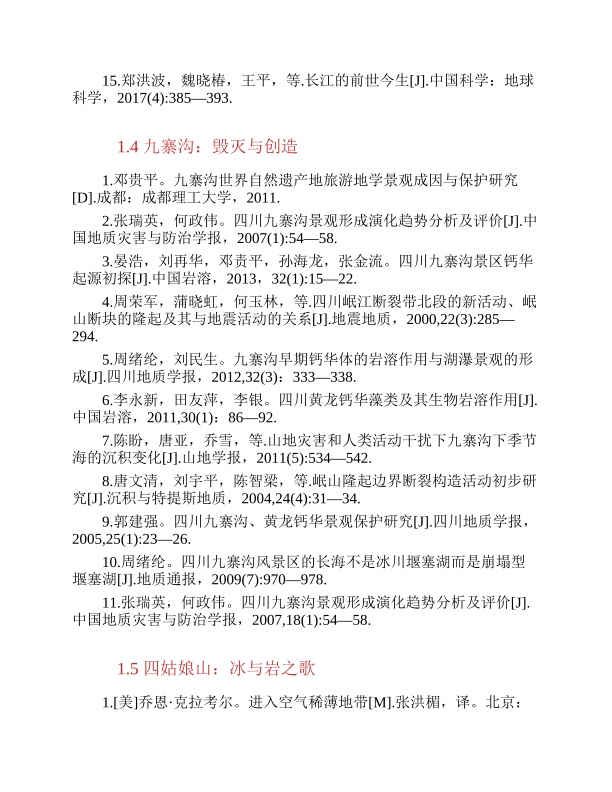 15.郑洪波，魏晓椿，王平，等.长江的前世今生[J].中国科学：地球
科学，2017(4):385—393.
1.4 九寨沟：毁灭与创造
1.邓贵平。九寨沟世界自然遗产地旅游地学景观成因与保护研究
[D].成都：成都理工大学，2011.
2.张瑞英，何政伟。四川九寨沟景观形成演化趋势分析及评价[J].中
国地质灾害与防治学报，2007(1):54—58.
3.晏浩，刘再华，邓贵平，孙海龙，张金流。四川九寨沟景区钙华
起源初探[J].中国岩溶，2013，32(1):15—22.
4.周荣军，蒲晓虹，何玉林，等.四川岷江断裂带北段的新活动、岷
山断块的隆起及其与地震活动的关系[J].地震地质，2000,22(3):285—
294.
5.周绪纶，刘民生。九寨沟早期钙华体的岩溶作用与湖瀑景观的形
成[J].四川地质学报，2012,32(3)：333—338.
6.李永新，田友萍，李银。四川黄龙钙华藻类及其生物岩溶作用[J].
中国岩溶，2011,30(1)：86—92.
7.陈盼，唐亚，乔雪，等.山地灾害和人类活动干扰下九寨沟下季节
海的沉积变化[J].山地学报，2011(5):534—542.
8.唐文清，刘宇平，陈智梁，等.岷山隆起边界断裂构造活动初步研
究[J].沉积与特提斯地质，2004,24(4):31—34.
9.郭建强。四川九寨沟、黄龙钙华景观保护研究[J].四川地质学报，
2005,25(1):23—26.
10.周绪纶。四川九寨沟风景区的长海不是冰川堰塞湖而是崩塌型
堰塞湖[J].地质通报，2009(7):970—978.
11.张瑞英，何政伟。四川九寨沟景观形成演化趋势分析及评价[J].
中国地质灾害与防治学报，2007,18(1):54—58.
1.5 四姑娘山：冰与岩之歌
1.[美]乔恩·克拉考尔。进入空气稀薄地带[M].张洪楣，译。北京：